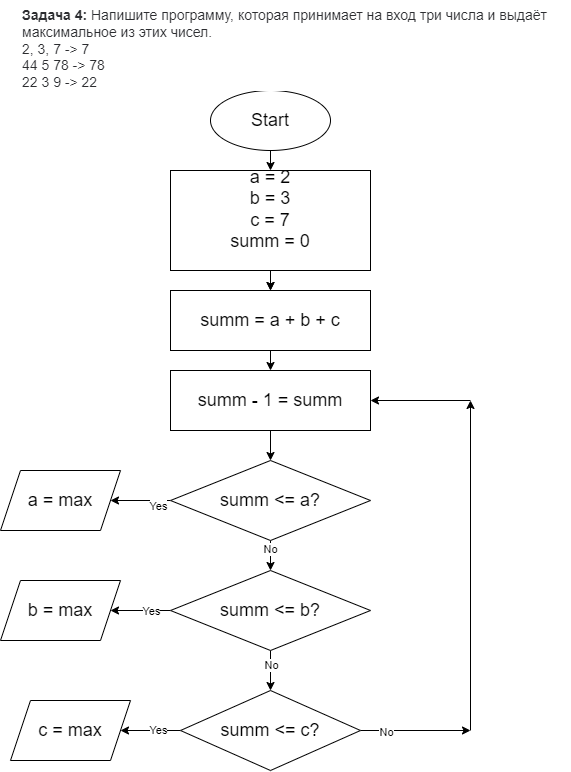 Задача 4: Напишите программу, которая принимает на вход три числа и выдаёт
максимальное из этих чисел.
2, 3, 7 -> 7
44 5 78 -> 78
22 3 9 -> 22
Start
a = 2
b = 3
c = 7
summ = 0
summ = a + b + c
summ - 1 = summ
summ <= a?
Yes
a = max
No
summ <= b?
Yes
b = max
No
summ <= c?
Yes
c = max
No